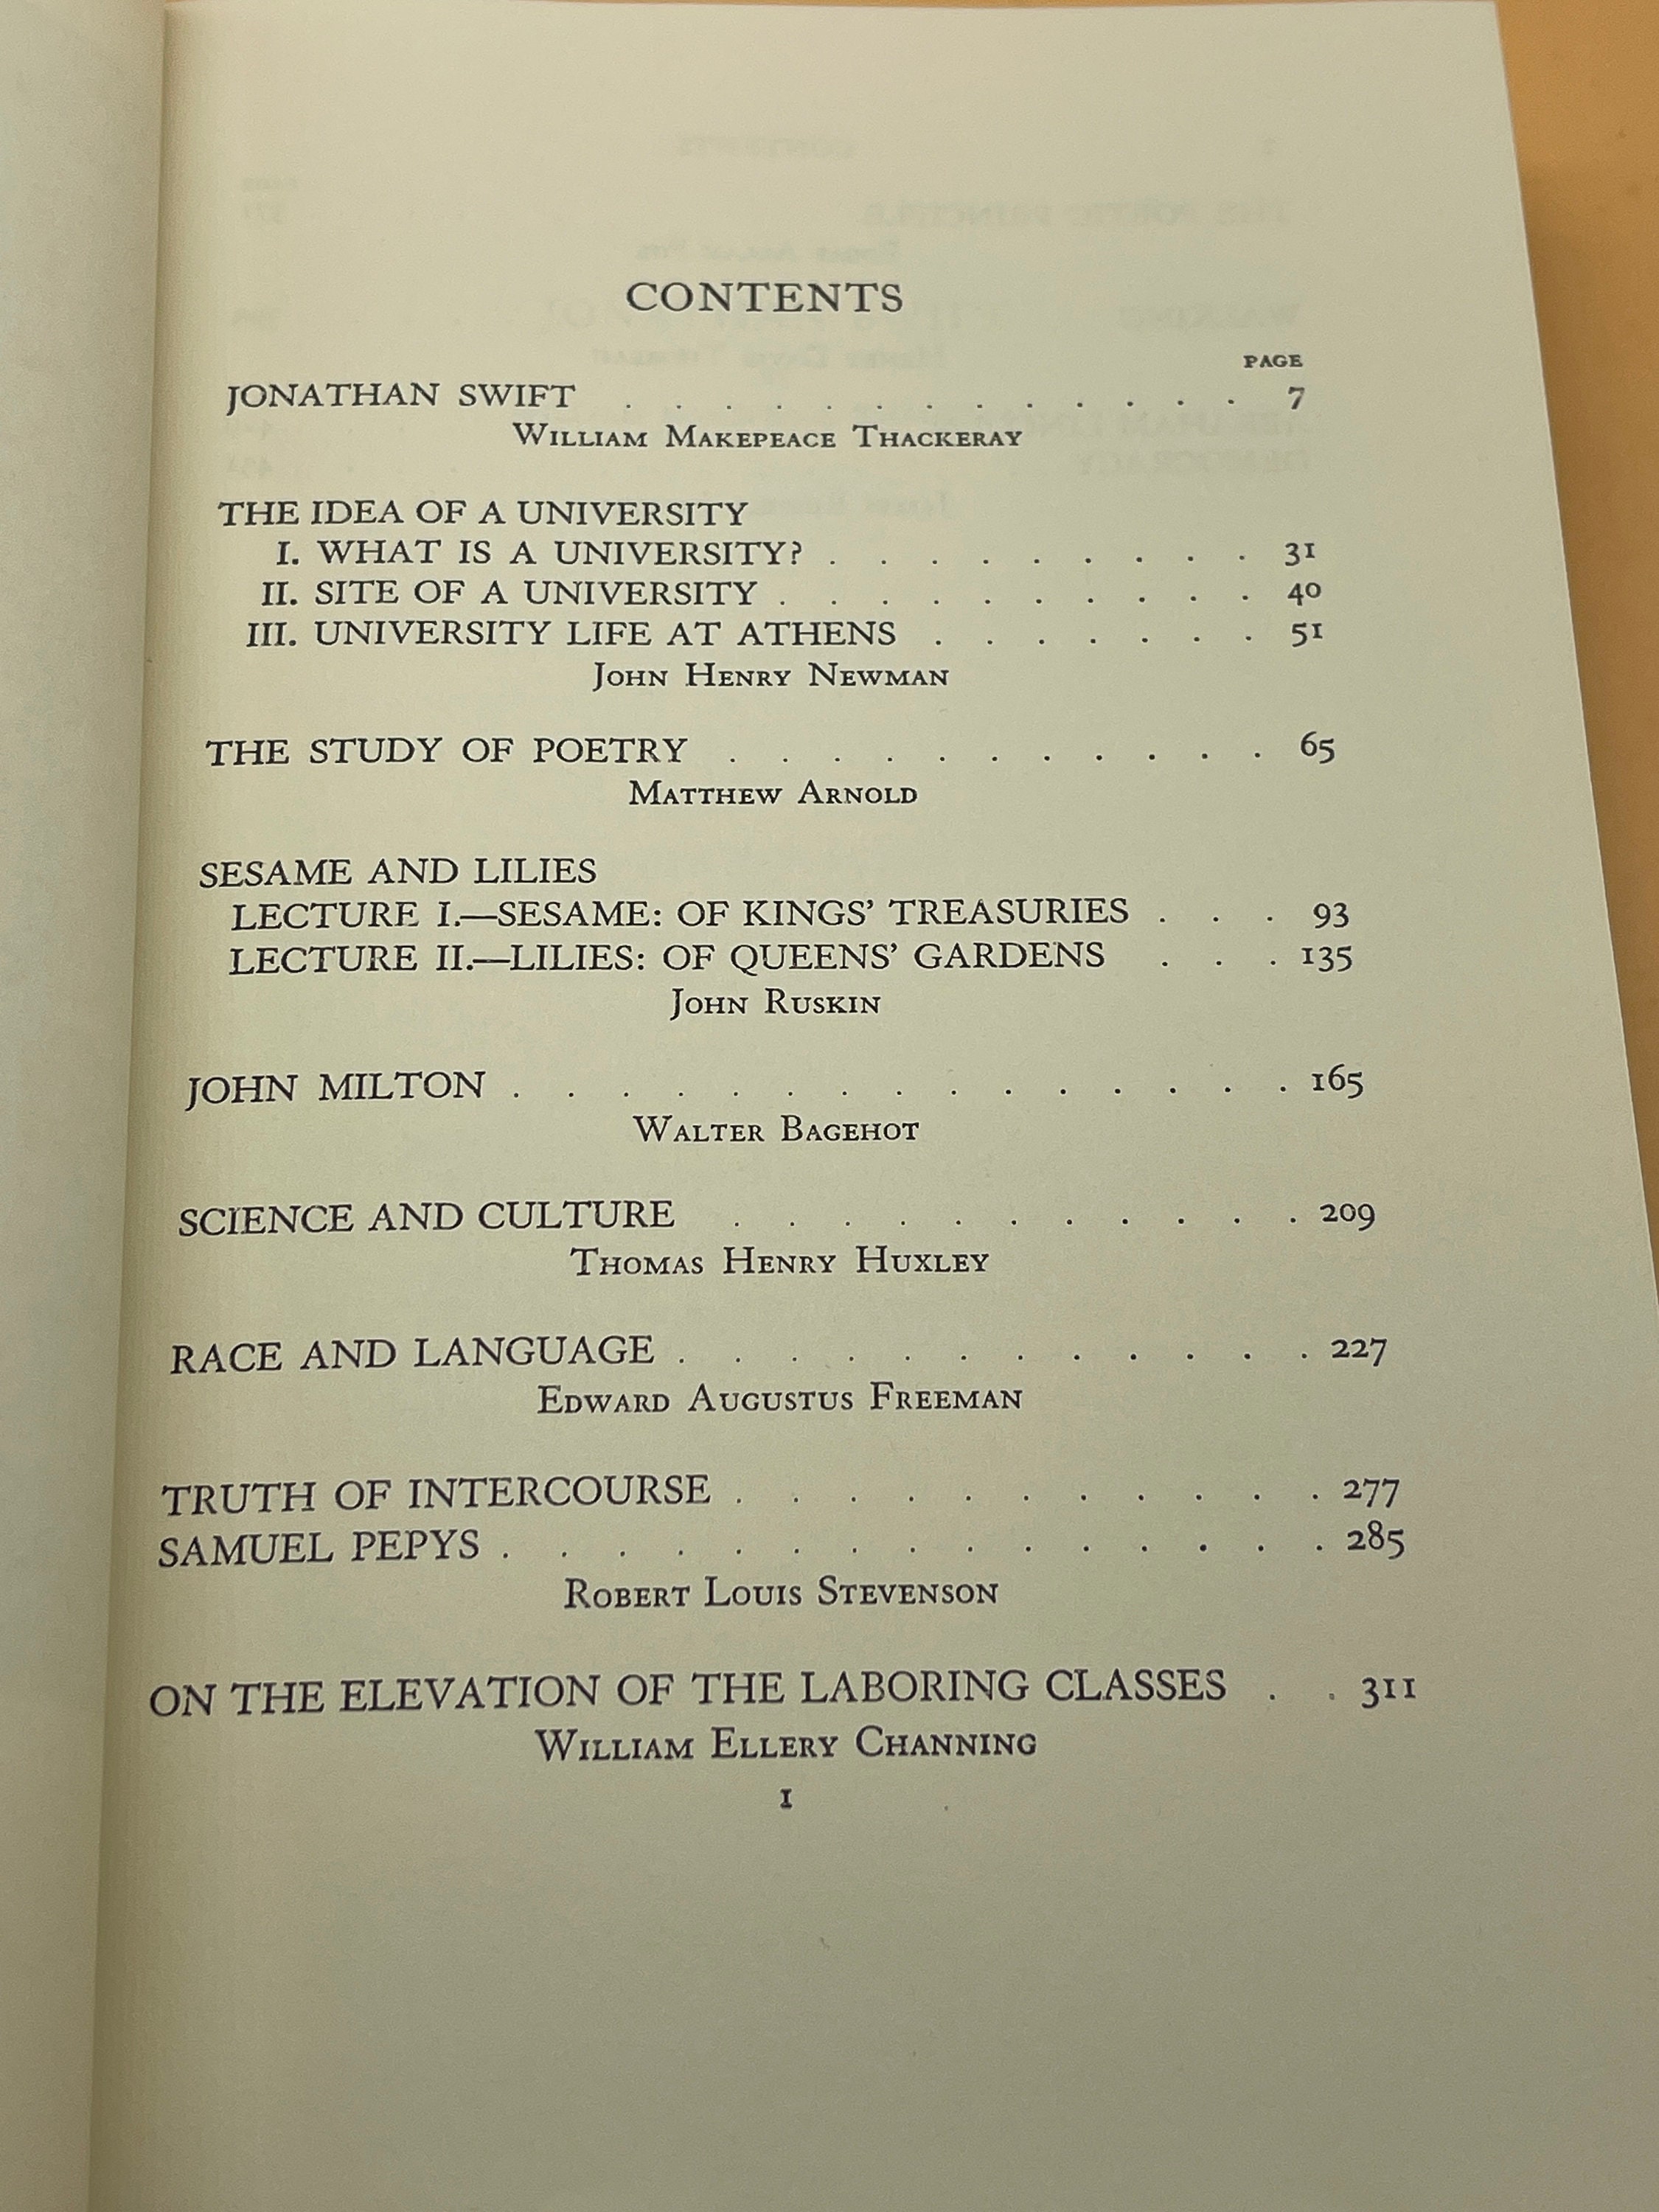 CONTENTS
PAGE
JONATHAN SWIFT . . . . . . . . . . . . . 7
William Makepeace Thackeray
THE IDEA OF A UNIVERSITY
I. WHAT IS A UNIVERSITY? . . . . . . . . . 31
II. SITE OF A UNIVERSITY . . . . . . . . . . 40
III. UNIVERSITY LIFE AT ATHENS . . . . . . . 51
John Henry Newman
THE STUDY OF POETRY . . . . . . . . . . . 65
Matthew Arnold
SESAME AND LILIES
LECTURE I.—SESAME: OF KINGS' TREASURIES . . . 93
LECTURE II.—LILIES: OF QUEENS' GARDENS . . . 135
John Ruskin
JOHN MILTON . . . . . . . . . . . . . . . 165
Walter Bagehot
SCIENCE AND CULTURE . . . . . . . . . . . 209
Thomas Henry Huxley
RACE AND LANGUAGE . . . . . . . . . . . . 227
Edward Augustus Freeman
TRUTH OF INTERCOURSE . . . . . . . . . . . 277
SAMUEL PEPYS . . . . . . . . . . . . . . . 285
Robert Louis Stevenson
ON THE ELEVATION OF THE LABORING CLASSES . . 311
William Ellery Channing
1